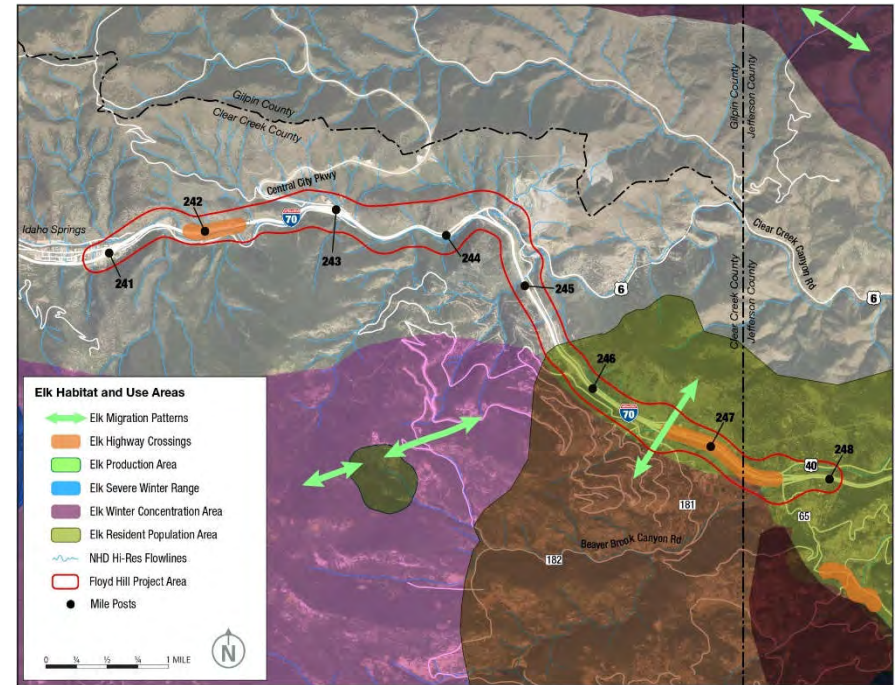 Gilpin County
Clear Creek County
Gilpin County
Jefferson County
Central City Pkwy
242
70
Idaho Springs
241
243
244
245
6
Clear Creek Canyon Rd
6
Clear Creek County
Jefferson County
246
70
247
40
248
181
65
Beaver Brook Canyon Rd
182
Elk Habitat and Use Areas
Elk Migration Patterns
Elk Highway Crossings
Elk Production Area
Elk Severe Winter Range
Elk Winter Concentration Area
Elk Resident Population Area
NHD Hi-Res Flowlines
Floyd Hill Project Area
Mile Posts
0 ¼ ½ ¾ 1 MILE
N